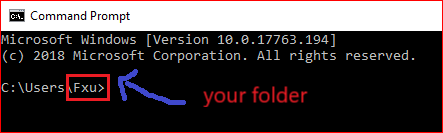 Command Prompt
Microsoft Windows [Version 10.0.17763.194]
(c) 2018 Microsoft Corporation. All rights reserved.
C:\Users\Fxu>
your folder